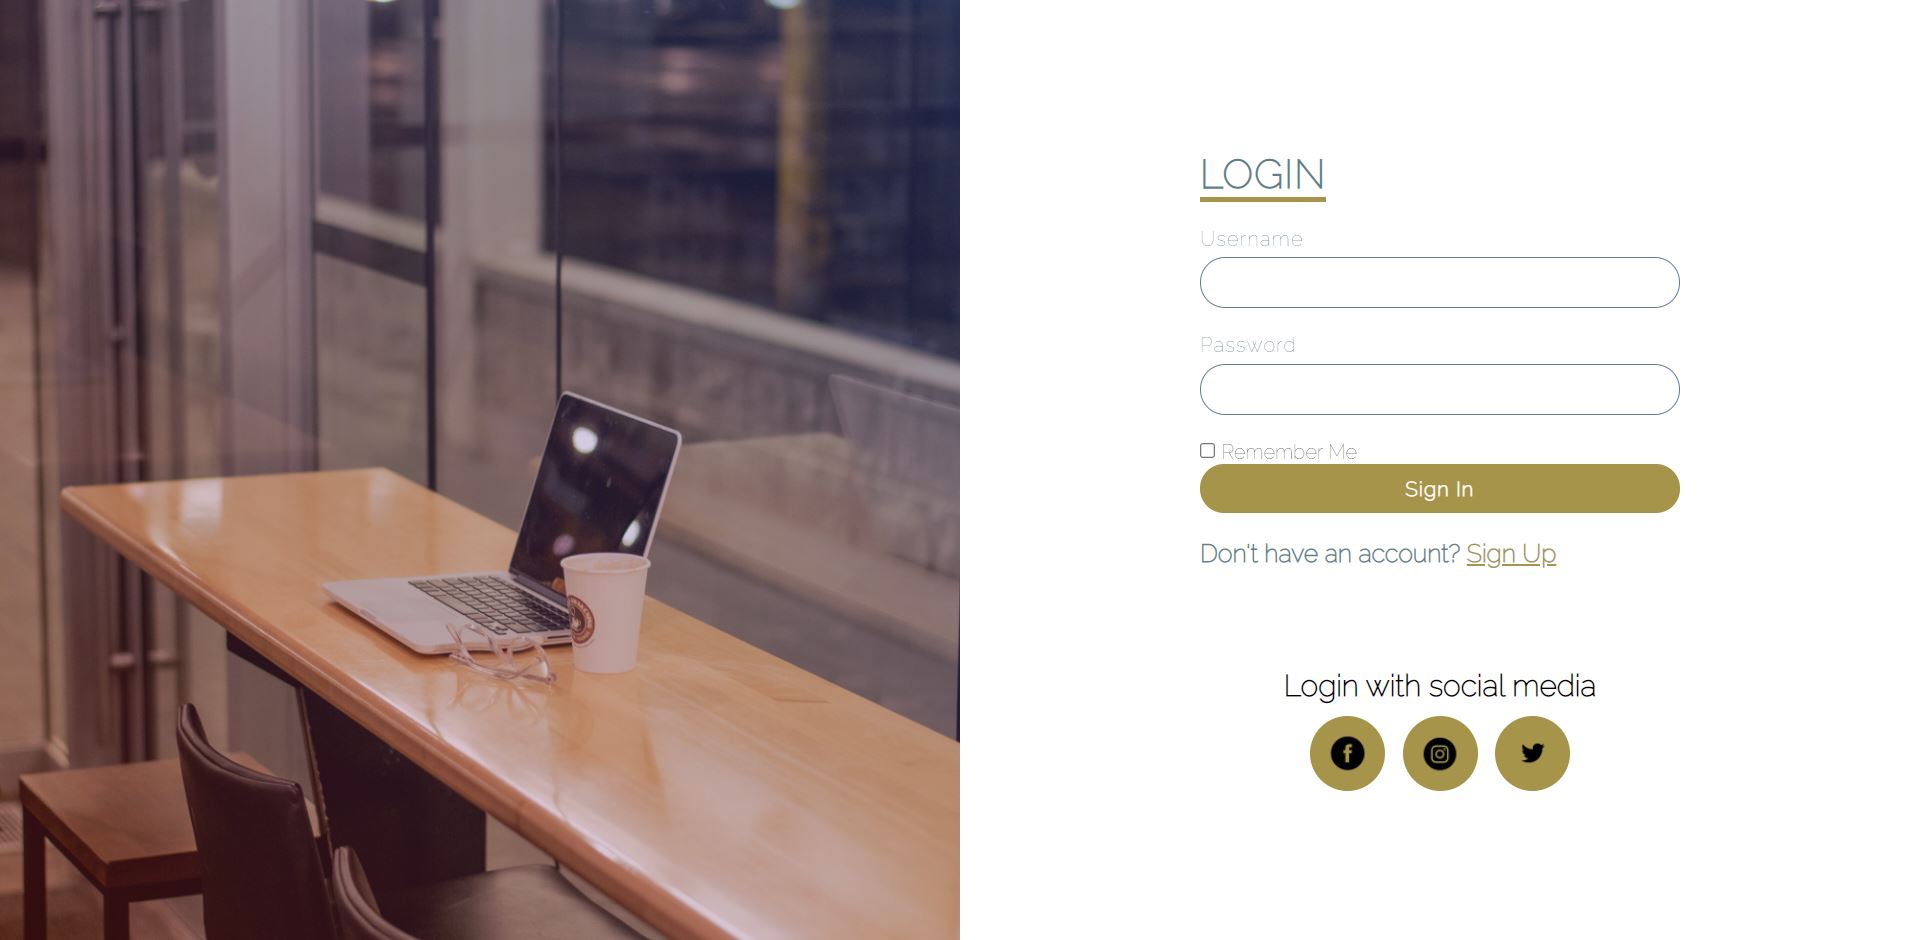 LOGIN
Username
Password
Remember Me
Sign In
Don't have an account? Sign Up
Login with social media